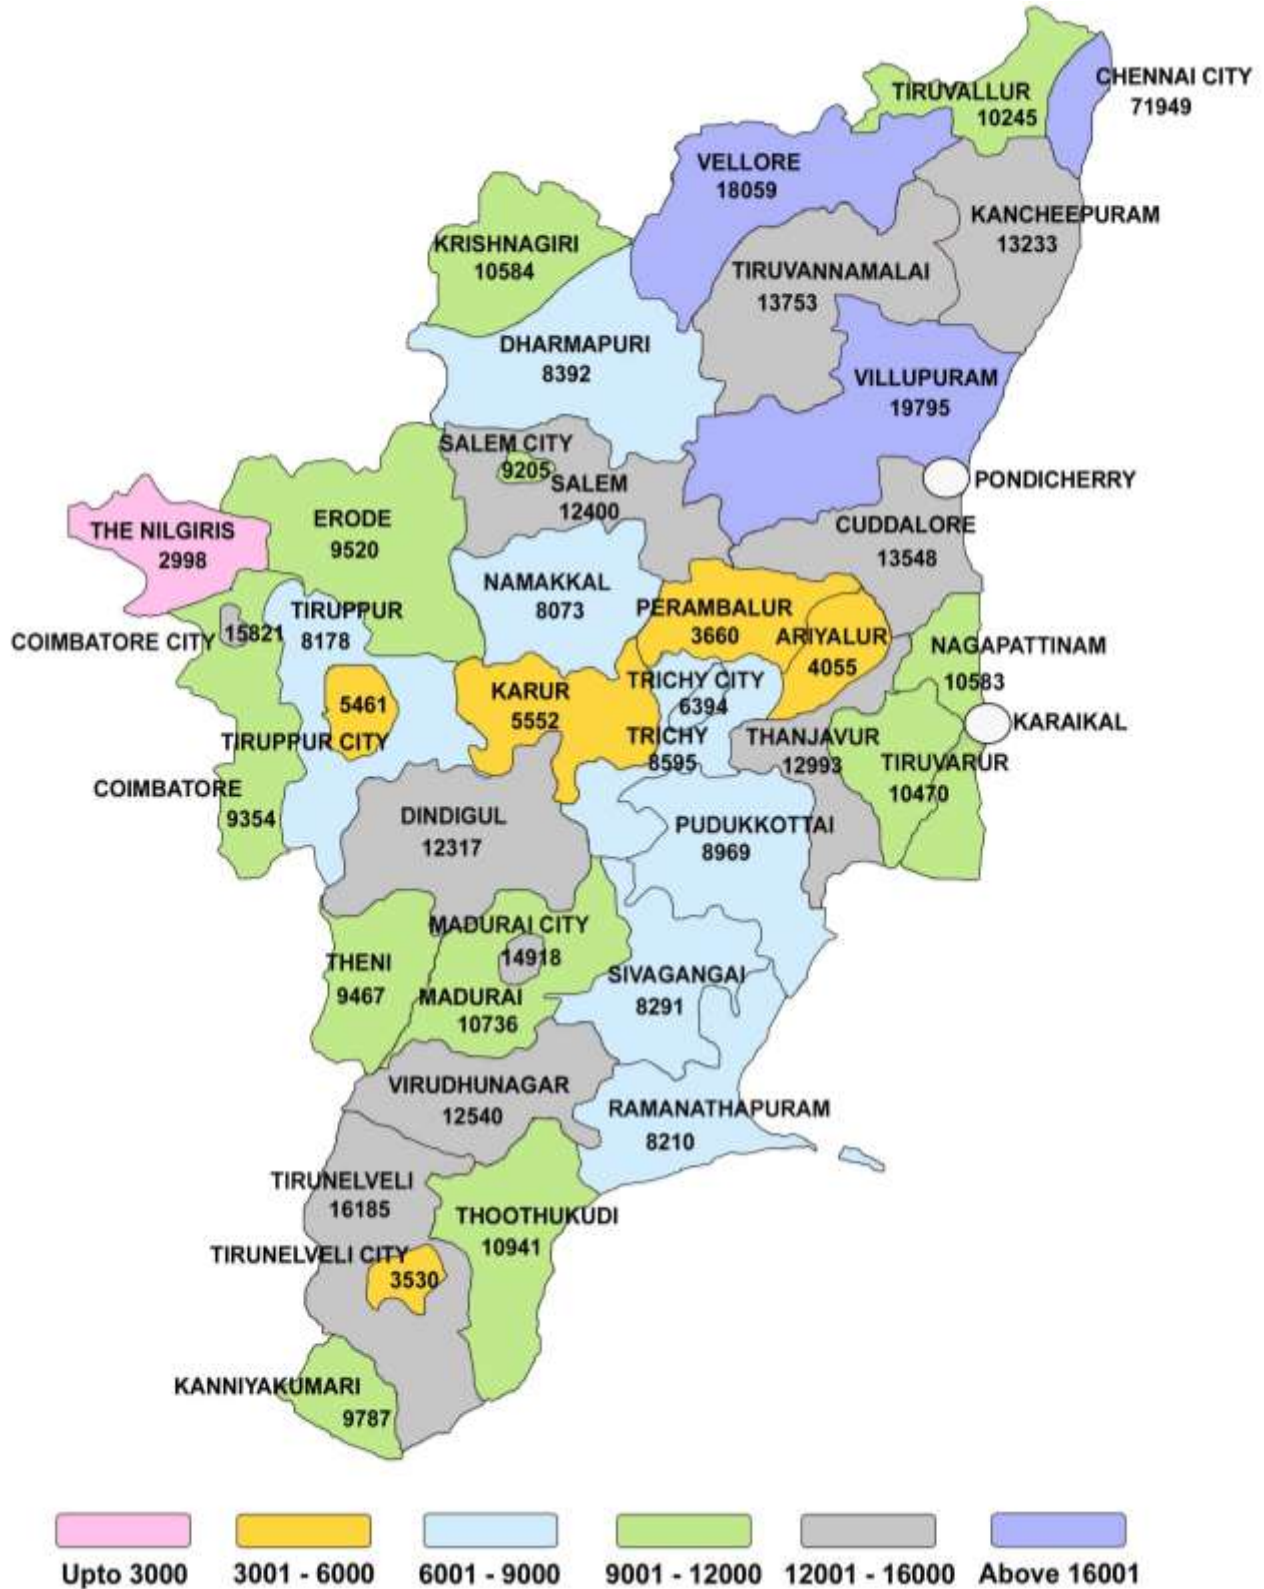 CHENNAI CITY
71949
TIRUVALLUR
10245
VELLORE
18059
KANCHEEPURAM
13233
KRISHNAGIRI
10584
TIRUVANNAMALAI
13753
DHARMAPURI
8392
VILLUPURAM
19795
SALEM CITY
9205
SALEM
12400
PONDICHERRY
THE NILGIRIS
2998
ERODE
9520
CUDDALORE
13548
NAMAKKAL
8073
TIRUPPUR
8178
PERAMBALUR
3660
ARIYALUR
4055
COIMBATORE CITY
15821
NAGAPATTINAM
10583
TRICHY CITY
6394
KARUR
5552
5461
TIRUPPUR CITY
KARAIKAL
TRICHY
8595
THANJAVUR
12993
TIRUVARUR
10470
COIMBATORE
9354
DINDIGUL
12317
PUDUKKOTTAI
8969
MADURAI CITY
14918
THENI
9467
SIVAGANGAI
8291
MADURAI
10736
VIRUDHUNAGAR
12540
RAMANATHAPURAM
8210
TIRUNELVELI
16185
THOOTHUKUDI
10941
TIRUNELVELI CITY
3530
KANNIYAKUMARI
9787
Upto 3000
3001 - 6000
6001 - 9000
9001 - 12000
12001 - 16000
Above 16001